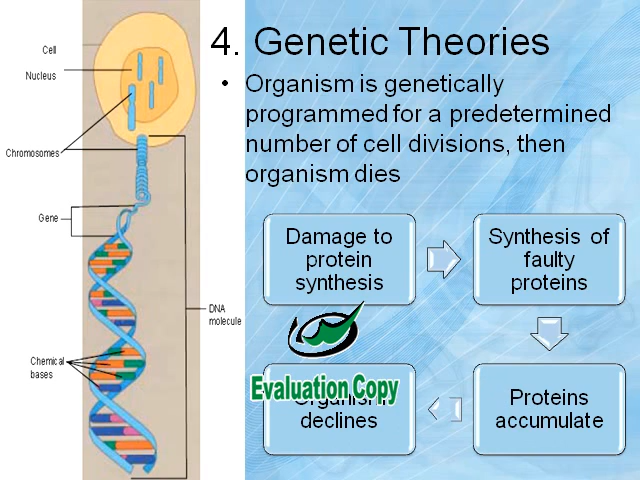 4. Genetic Theories
• Organism is genetically
programmed for a predetermined
number of cell divisions, then
organism dies
Cell
Nucleus
Chromosomes
Gene
DNA
molecule
Chemical
bases
Damage to
protein
synthesis
Synthesis of
faulty
proteins
Proteins
accumulate
Organism
declines
Evaluation Copy